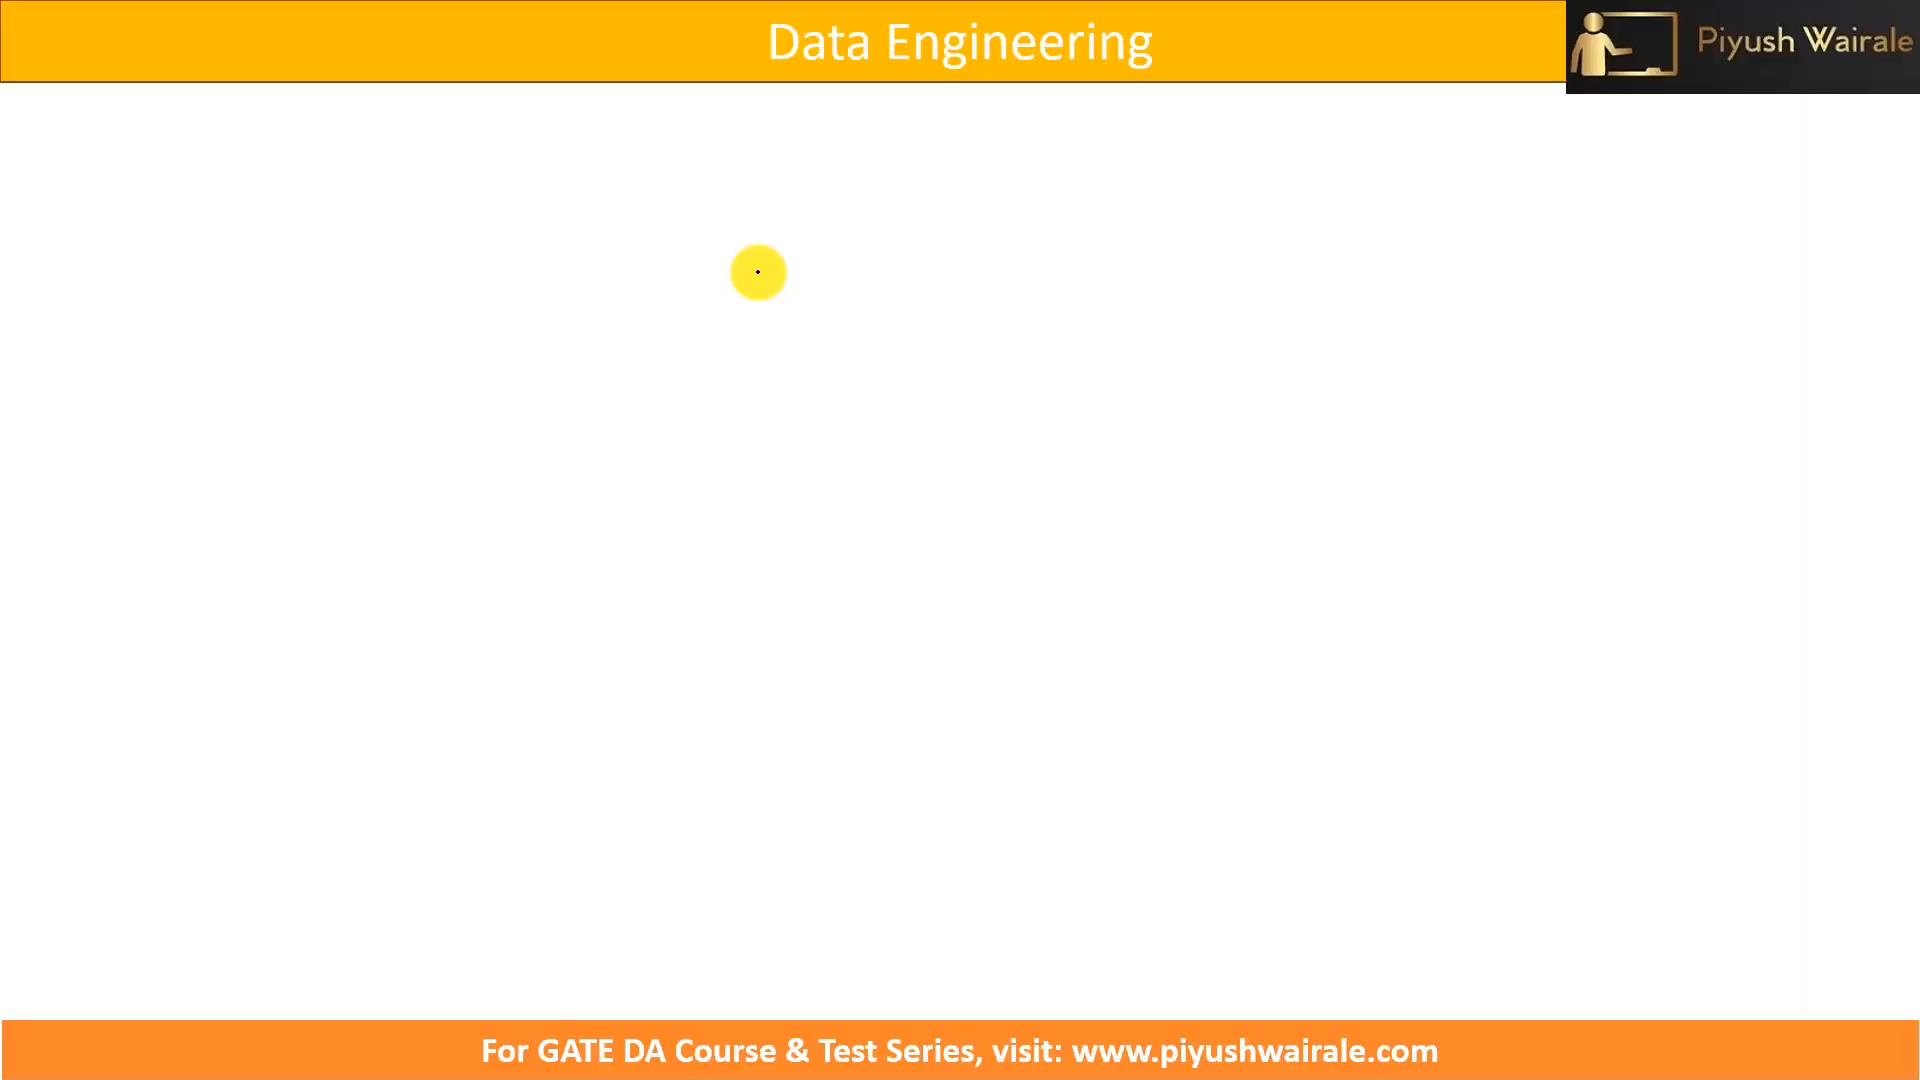 Data Engineering
Piyush Wairale
For GATE DA Course & Test Series, visit: www.piyushwairale.com